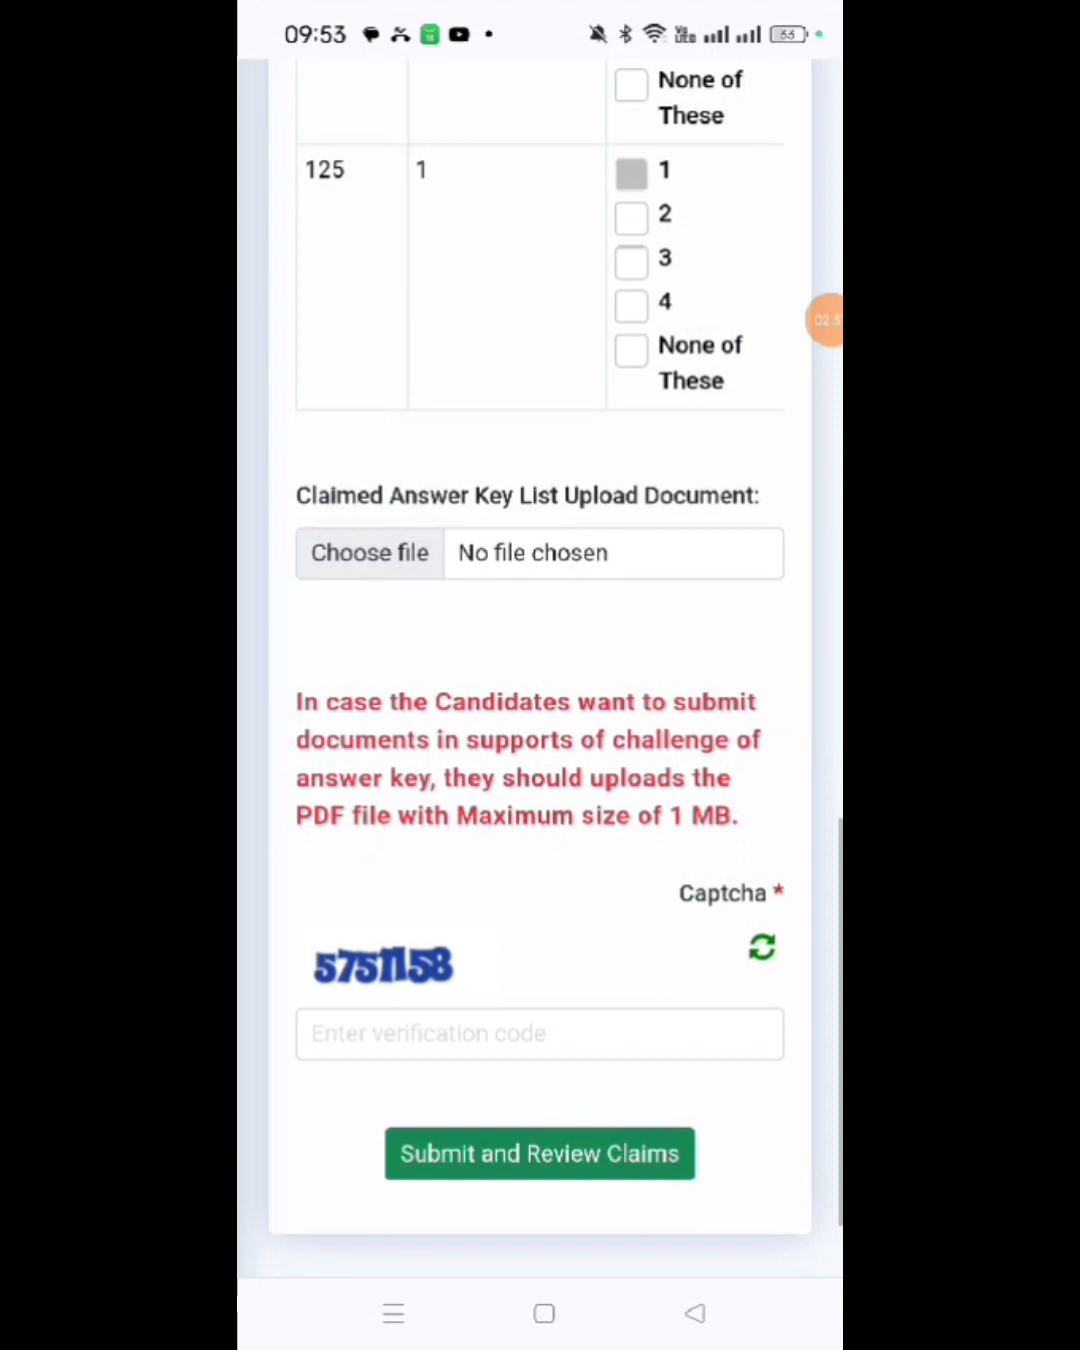 09:53
55
None of
These
125 1 1
2
3
4
None of
These
Claimed Answer Key List Upload Document:
Choose file No file chosen
In case the Candidates want to submit
documents in supports of challenge of
answer key, they should uploads the
PDF file with Maximum size of 1 MB.
Captcha *
Enter verification code
Submit and Review Claims